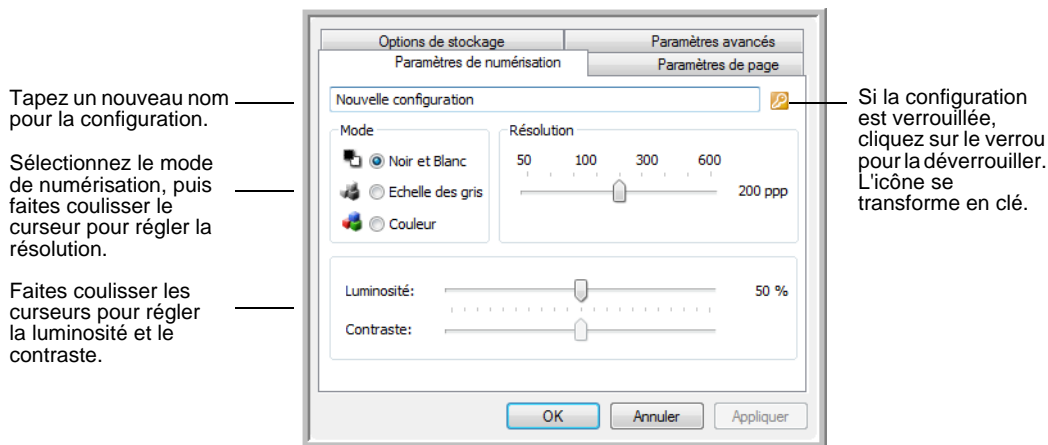 Options de stockage
Paramètres avancés
Paramètres de numérisation
Paramètres de page
Tapez un nouveau nom
pour la configuration.
Nouvelle configuration
Si la configuration
est verrouillée,
cliquez sur le verrou
pour la déverrouiller.
L'icône se
transforme en clé.
Sélectionnez le mode
de numérisation, puis
faites coulisser le
curseur pour régler la
résolution.
Mode
Noir et Blanc
Echelle des gris
Couleur
Résolution
50 100 300 600
200 ppp
Faites coulisser les
curseurs pour régler
la luminosité et le
contraste.
Luminosité:
50 %
Contraste:
OK
Annuler
Appliquer